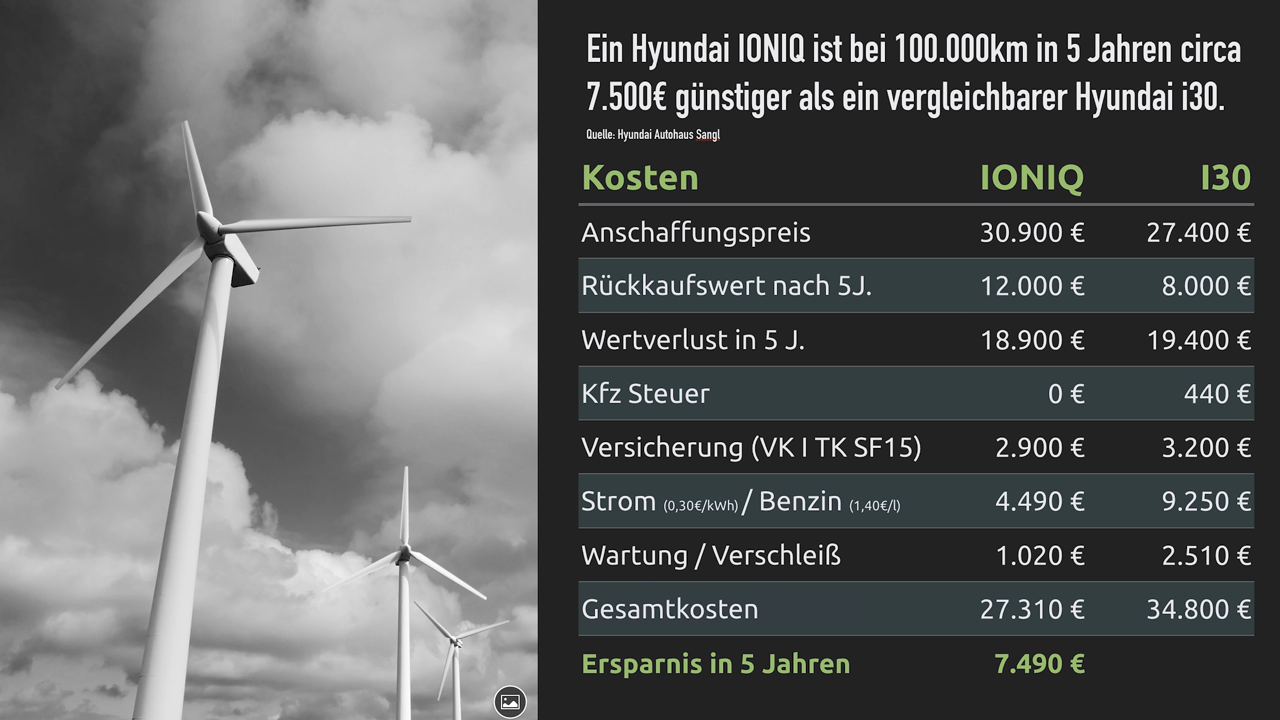 Ein Hyundai IONIQ ist bei 100.000km in 5 Jahren circa
7.500€ günstiger als ein vergleichbarer Hyundai i30.
Quelle: Hyundai Autohaus Sangl
Kosten IONIQ I30
Anschaffungspreis 30.900 € 27.400 €
Rückkaufswert nach 5J. 12.000 € 8.000 €
Wertverlust in 5 J. 18.900 € 19.400 €
Kfz Steuer 0 € 440 €
Versicherung (VK I TK SF15) 2.900 € 3.200 €
Strom (0,30€/kWh) / Benzin (1,40€/l) 4.490 € 9.250 €
Wartung / Verschleiß 1.020 € 2.510 €
Gesamtkosten 27.310 € 34.800 €
Ersparnis in 5 Jahren 7.490 €